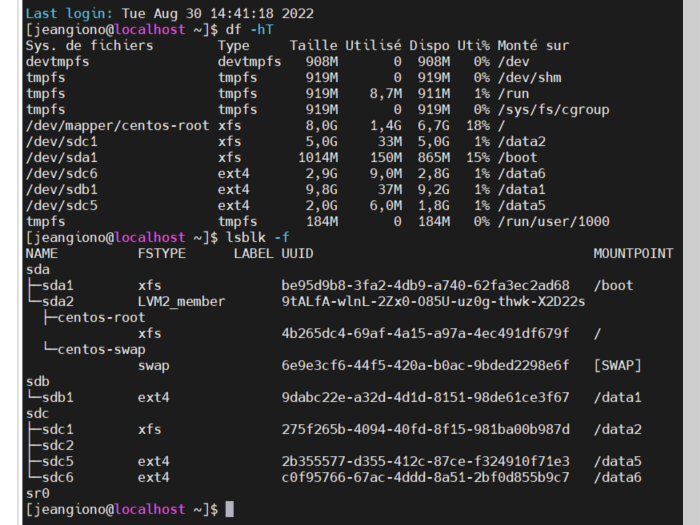 Last login: Tue Aug 30 14:41:18 2022
[jeangiono@localhost ~]$ df -hT
Sys. de fichiers        Type     Taille Utilisé Dispo Uti% Monté sur
devtmpfs                devtmpfs   908M       0  908M   0% /dev
tmpfs                   tmpfs      919M       0  919M   0% /dev/shm
tmpfs                   tmpfs      919M    8,7M  911M   1% /run
tmpfs                   tmpfs      919M       0  919M   0% /sys/fs/cgroup
/dev/mapper/centos-root xfs        8,0G    1,4G  6,7G  18% /
/dev/sdc1               xfs        5,0G     33M  5,0G   1% /data2
/dev/sda1               xfs       1014M    150M  865M  15% /boot
/dev/sdc6               ext4       2,9G    9,0M  2,8G   1% /data6
/dev/sdb1               ext4       9,8G     37M  9,2G   1% /data1
/dev/sdc5               ext4       2,0G    6,0M  1,8G   1% /data5
tmpfs                   tmpfs      184M       0  184M   0% /run/user/1000
[jeangiono@localhost ~]$ lsblk -f
NAME          FSTYPE      LABEL UUID                                   MOUNTPOINT
sda
├─sda1        xfs               be95d9b8-3fa2-4db9-a740-62fa3ec2ad68   /boot
└─sda2        LVM2_member       9tALfA-wlnL-2Zx0-O85U-uz0g-thwk-X2D22s
  ├─centos-root
              xfs               4b265dc4-69af-4a15-a97a-4ec491df679f   /
  └─centos-swap
              swap              6e9e3cf6-44f5-420a-b0ac-9bded2298e6f   [SWAP]
sdb
└─sdb1        ext4              9dabc22e-a32d-4d1d-8151-98de61ce3f67   /data1
sdc
├─sdc1        xfs               275f265b-4094-40fd-8f15-981ba00b987d   /data2
├─sdc2
├─sdc5        ext4              2b355577-d355-412c-87ce-f324910f71e3   /data5
└─sdc6        ext4              c0f95766-67ac-4ddd-8a51-2bf0d855b9c7   /data6
sr0
[jeangiono@localhost ~]$